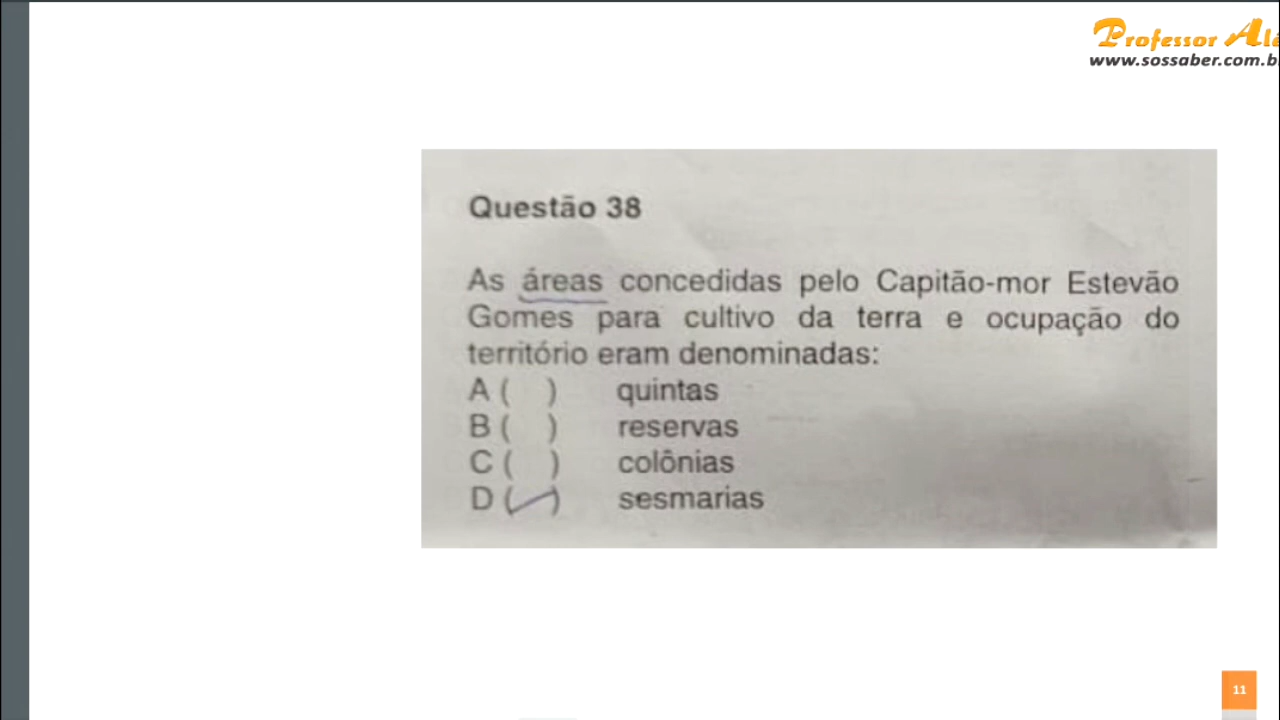 Professor Alé
www.sossaber.com.b
Questão 38
As áreas concedidas pelo Capitão-mor Estevão
Gomes para cultivo da terra e ocupação do
território eram denominadas:
A ( ) quintas
B ( ) reservas
C ( ) colônias
D ( ) sesmarias
11